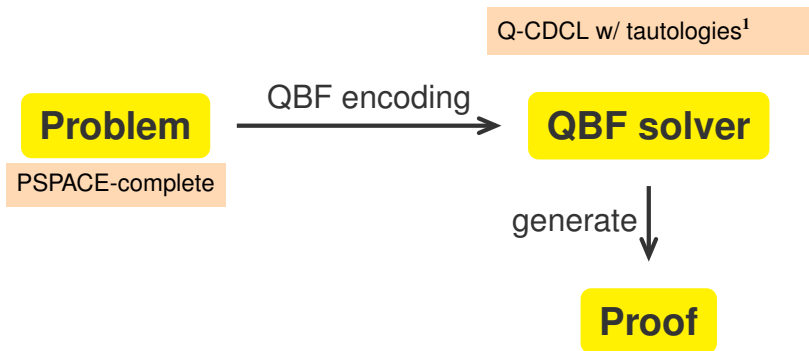 Q-CDCL w/ tautologies¹
QBF encoding
Problem
QBF solver
PSPACE-complete
generate
Proof